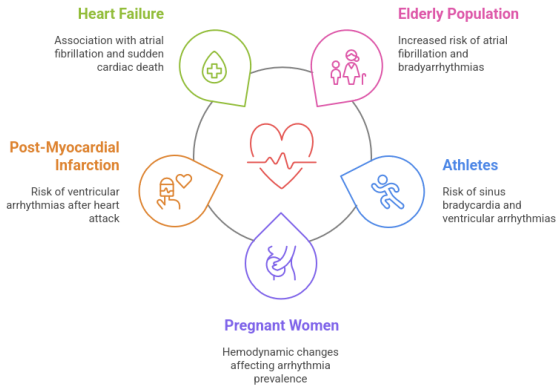 Heart Failure
Association with atrial
fibrillation and sudden
cardiac death
Elderly Population
Increased risk of atrial
fibrillation and
bradyarrhythmias
Post-Myocardial
Infarction
Risk of ventricular
arrhythmias after heart
attack
Athletes
Risk of sinus
bradycardia and
ventricular arrhythmias
Pregnant Women
Hemodynamic changes
affecting arrhythmia
prevalence